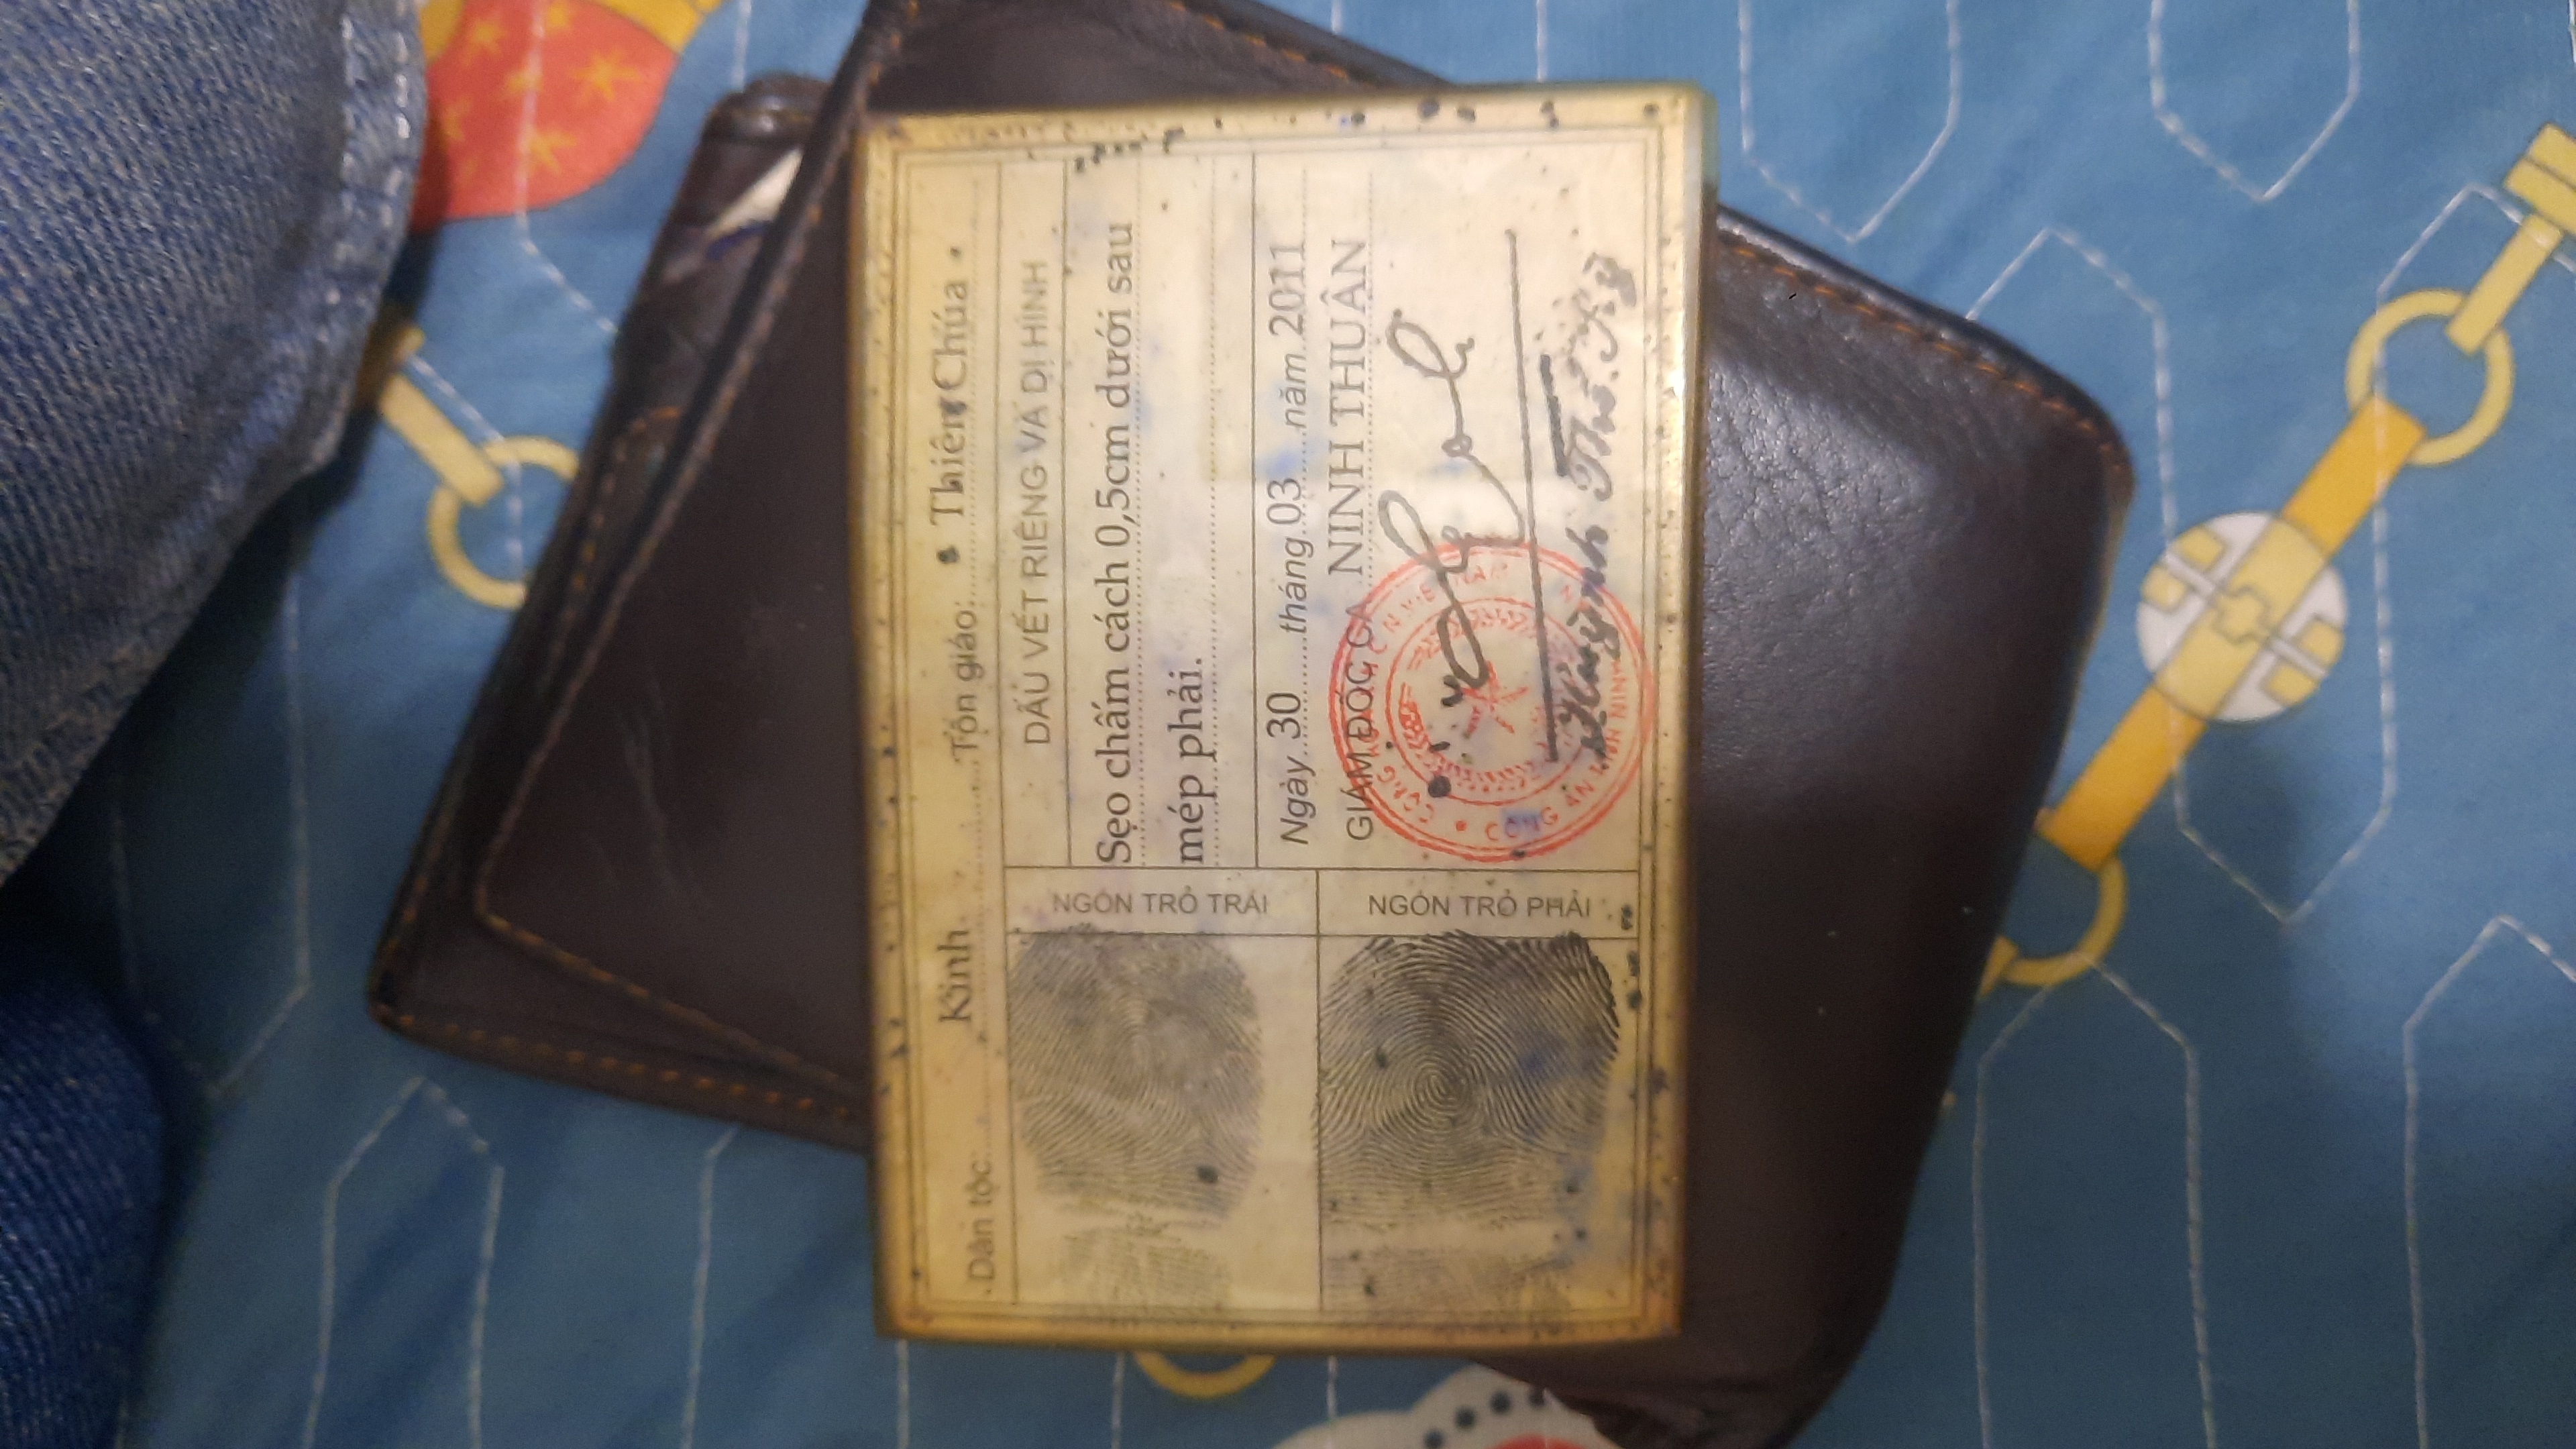 Dân tộc: Kinh Tôn giáo: Thiên Chúa
NGÓN TRỎ TRÁI
DẤU VẾT RIÊNG VÀ DỊ HÌNH
Sẹo chấm cách 0,5cm dưới sau
mép phải.
NGÓN TRỎ PHẢI
Ngày 30 tháng 03 năm 2011
GIÁM ĐỐC CA NINH THUẬN
Huỳnh Thế Kỳ